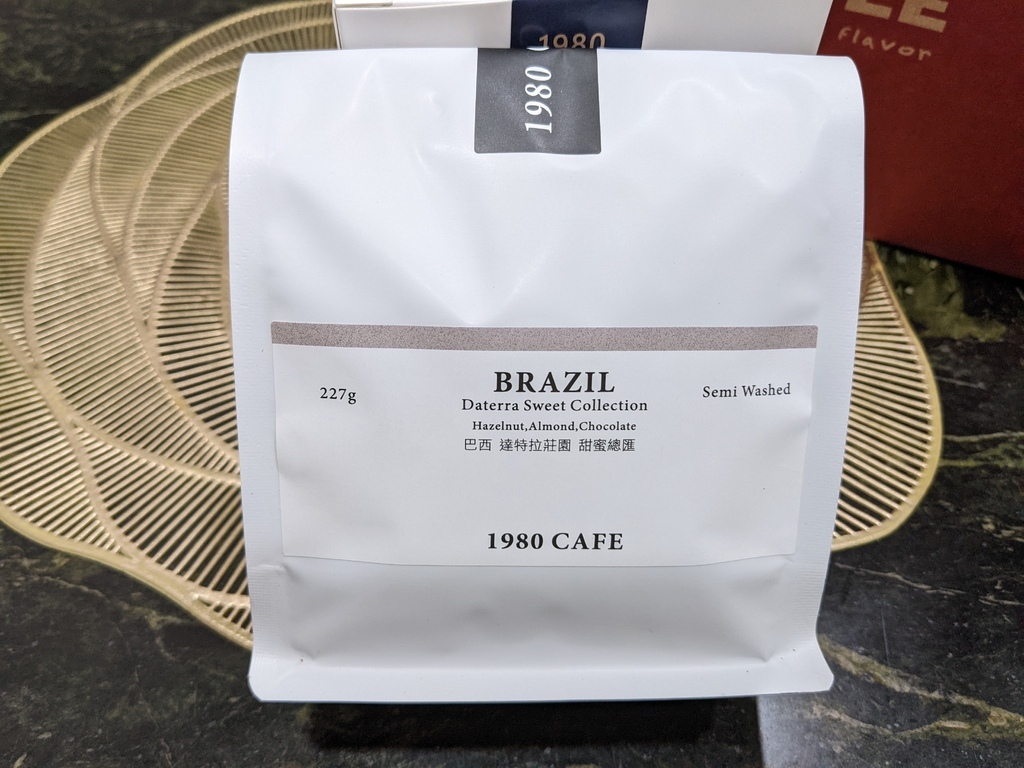 1980
EE
flavor
1980
BRAZIL
227g
Daterra Sweet Collection
Semi Washed
Hazelnut,Almond,Chocolate
巴西 達特拉莊園 甜蜜總匯
1980 CAFE